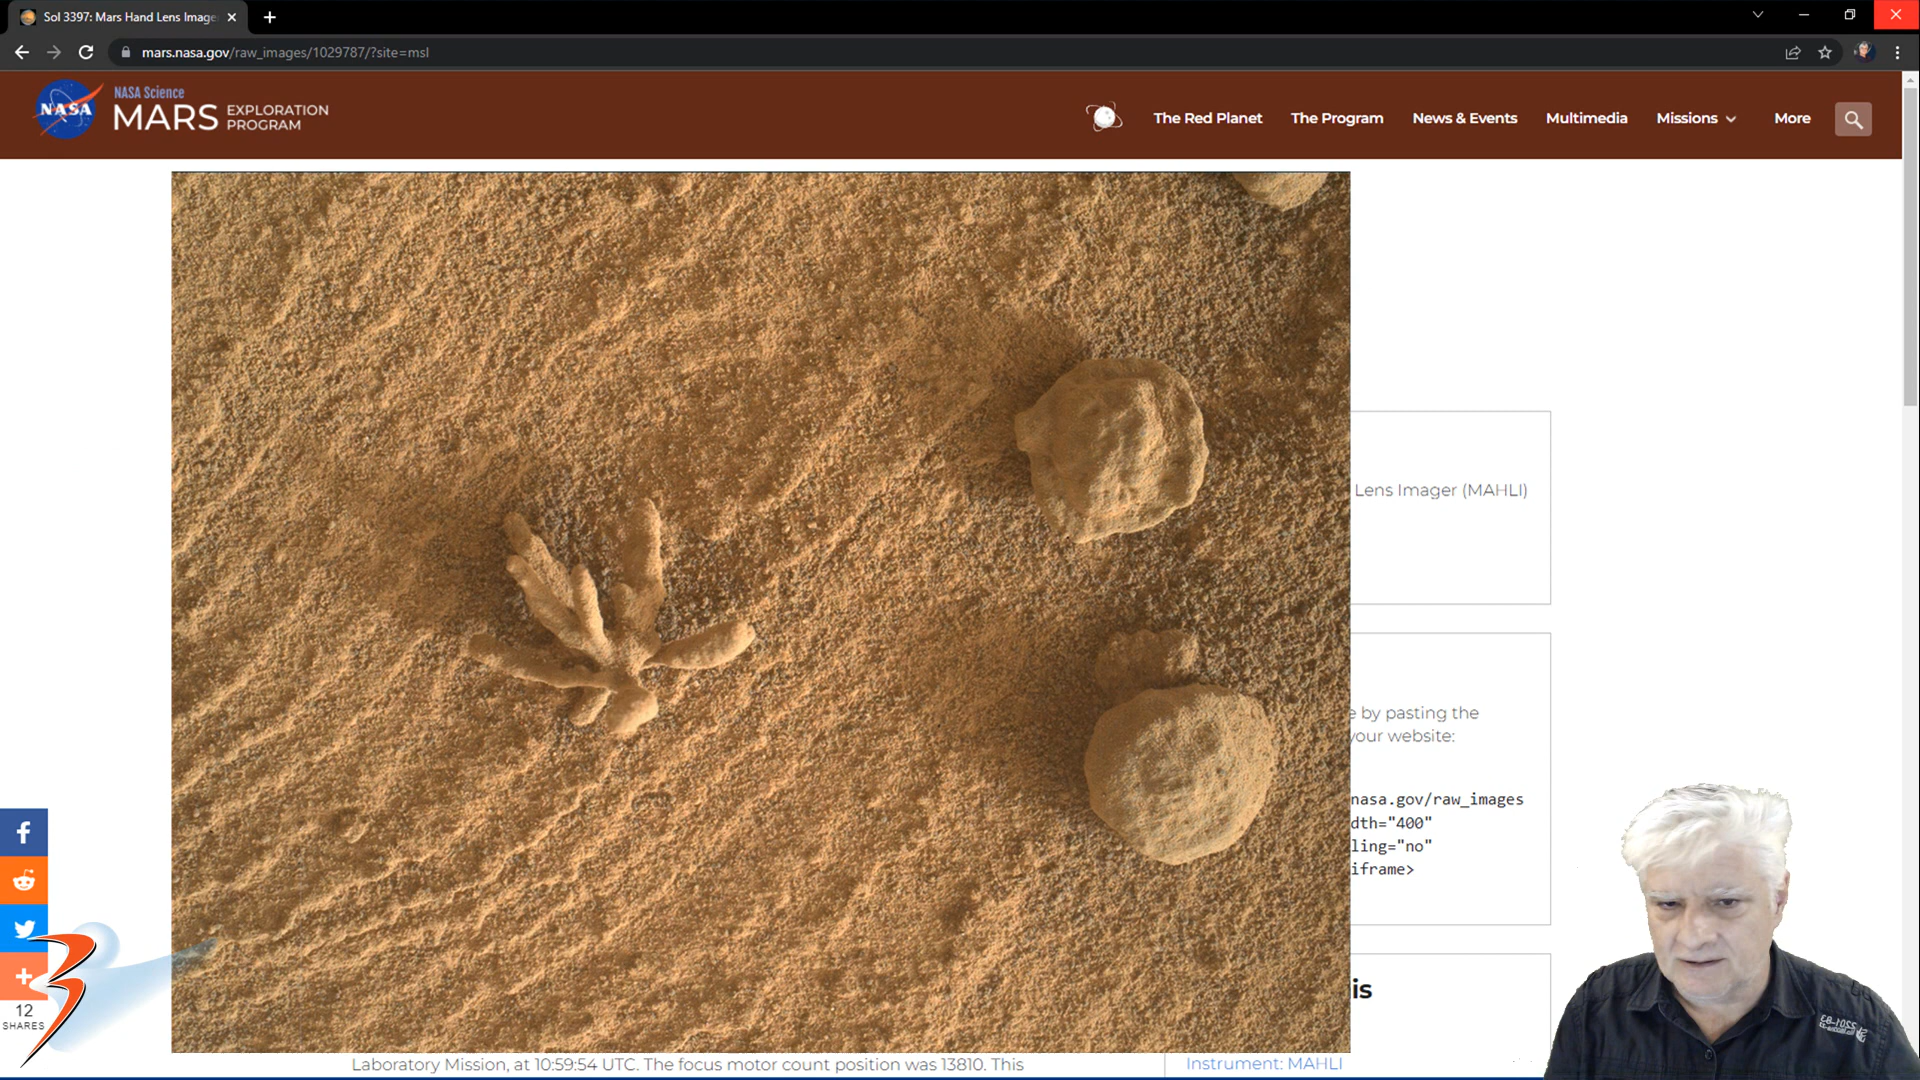 Sol 3397: Mars Hand Lens Image
mars.nasa.gov/raw_images/1029787/?site=msl
NASA
NASA Science
MARS EXPLORATION PROGRAM
The Red Planet
The Program
News & Events
Multimedia
Missions
More
Lens Imager (MAHLI)
e by pasting the
your website:
nasa.gov/raw_images
dth="400"
ling="no"
iframe>
is
12
SHARES
Laboratory Mission, at 10:59:54 UTC. The focus motor count position was 13810. This
Instrument: MAHLI